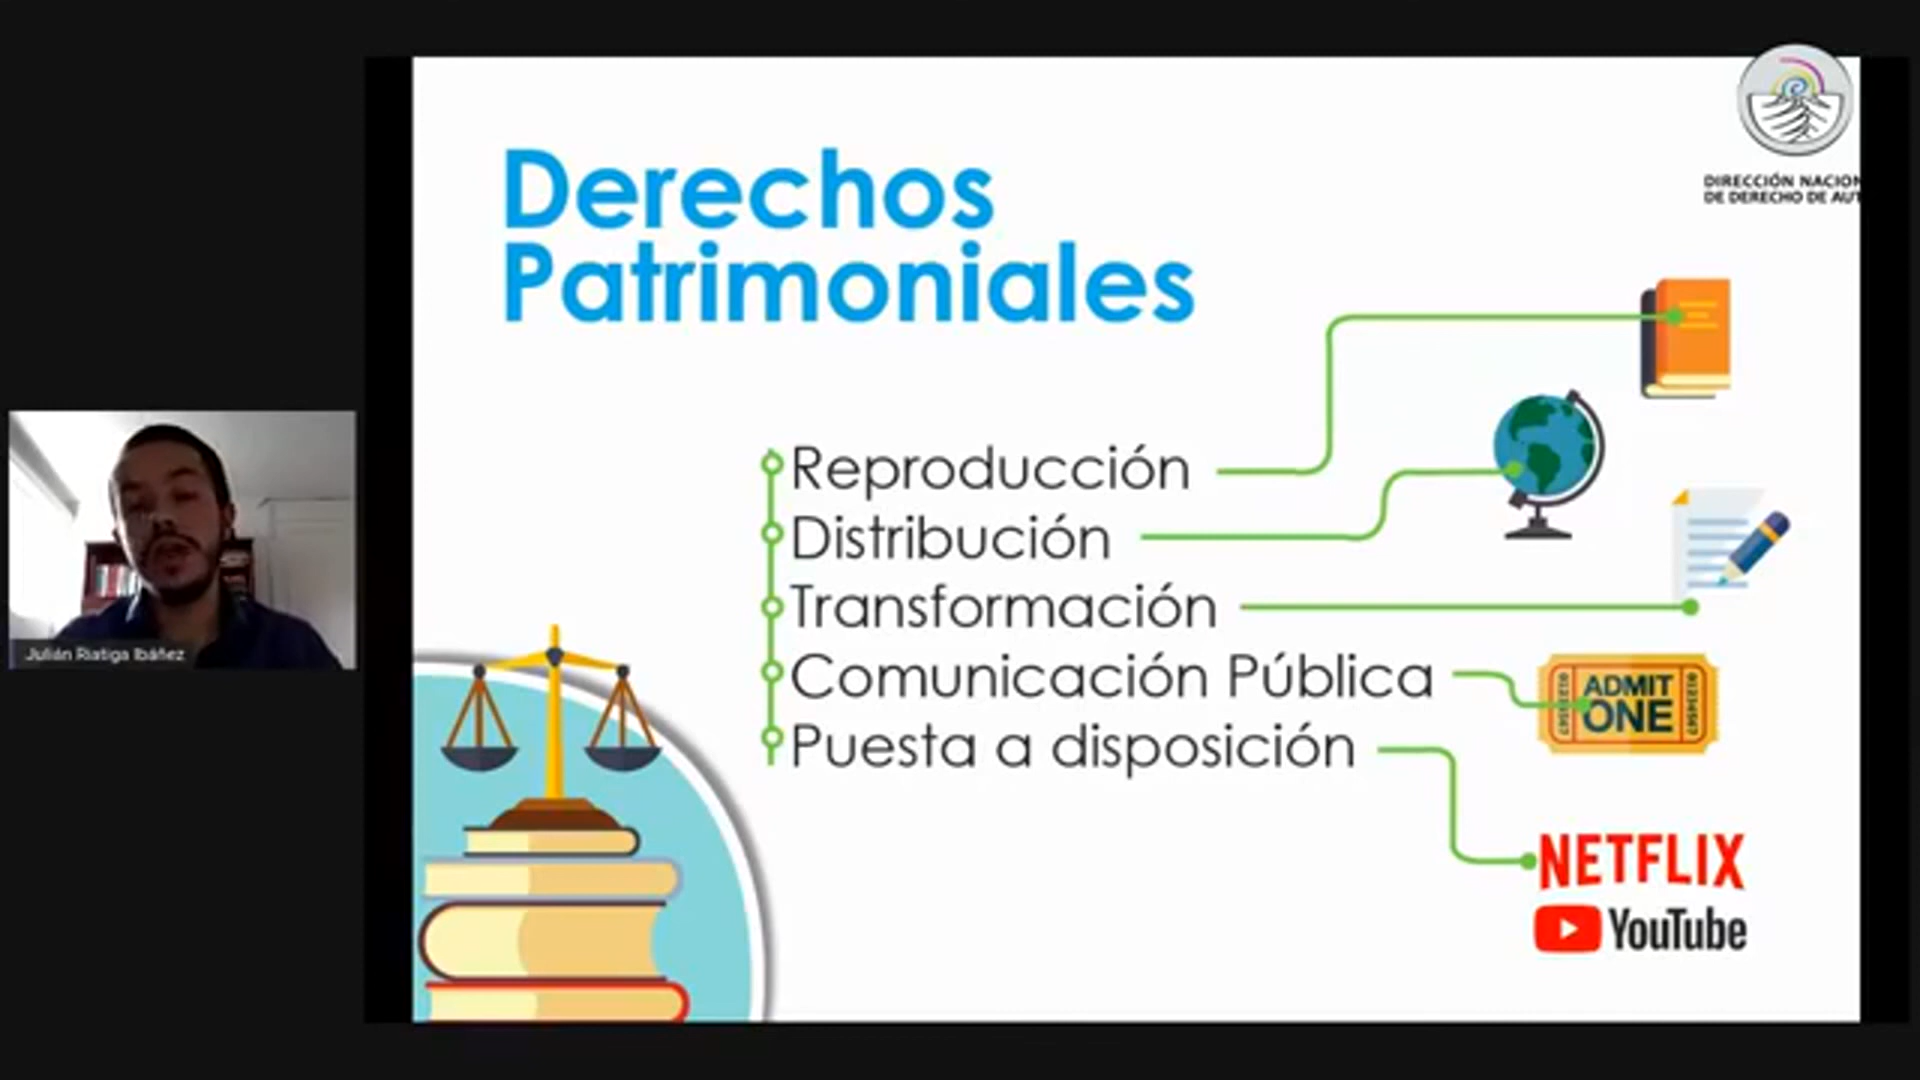 DIRECCIÓN NACION
DE DERECHO DE AUT
Derechos
Patrimoniales
Reproducción
Distribución
Transformación
Comunicación Pública
Puesta a disposición
ADMIT
ONE
NETFLIX
YouTube
Julián Riatiga Ibáñez